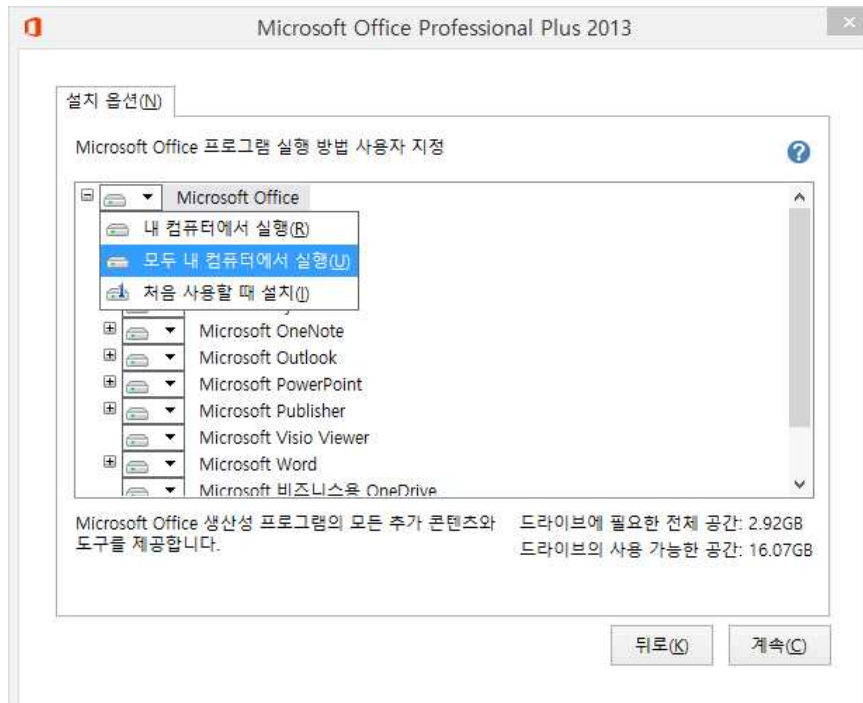 Microsoft Office Professional Plus 2013
설치 옵션(N)
Microsoft Office 프로그램 실행 방법 사용자 지정
Microsoft Office
내 컴퓨터에서 실행(R)
모두 내 컴퓨터에서 실행(U)
처음 사용할 때 설치(I)
Microsoft OneNote
Microsoft Outlook
Microsoft PowerPoint
Microsoft Publisher
Microsoft Visio Viewer
Microsoft Word
Microsoft 비즈니스용 OneDrive
Microsoft Office 생산성 프로그램의 모든 추가 콘텐츠와
도구를 제공합니다.
드라이브에 필요한 전체 공간: 2.92GB
드라이브의 사용 가능한 공간: 16.07GB
뒤로(K)
계속(C)